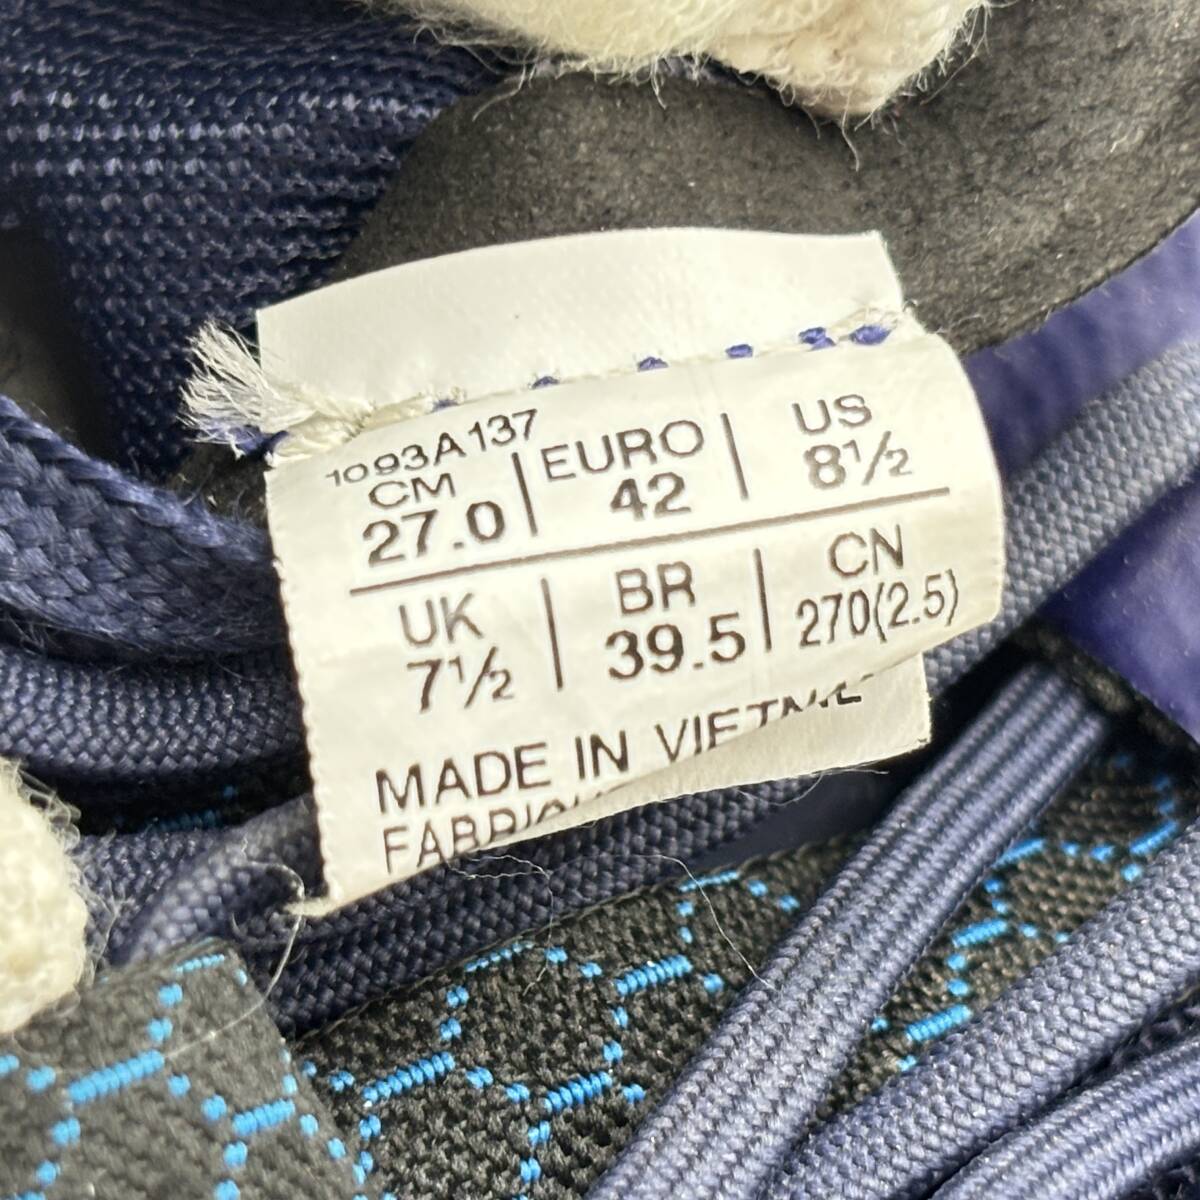 1093A137
CM EURO US
27.0 42 8½
UK BR CN
7½ 39.5 270(2.5)
MADE IN VIETNAM